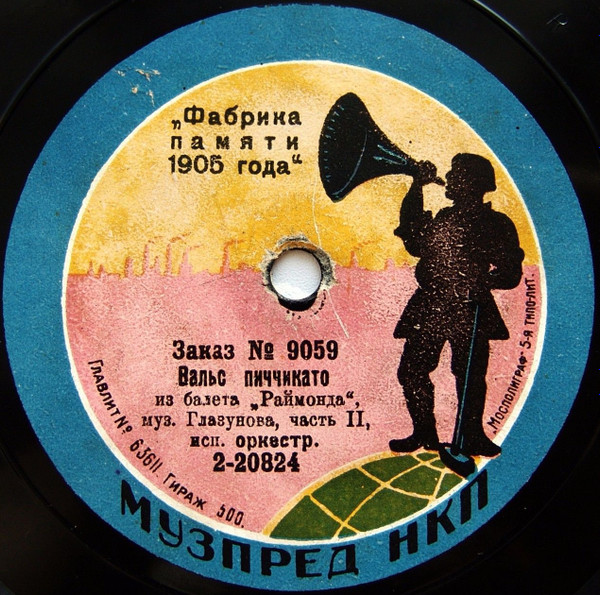 „Фабрика
памяти
1905 года“
Заказ № 9059
Вальс пиччикато
из балета „Раймонда“,
муз. Глазунова, часть II,
исп. оркестр.
2-20824
Главлит № 63611. Тираж 500.
„Мосполиграф“ 5-я типо-лит.
МУЗПРЕД НКП